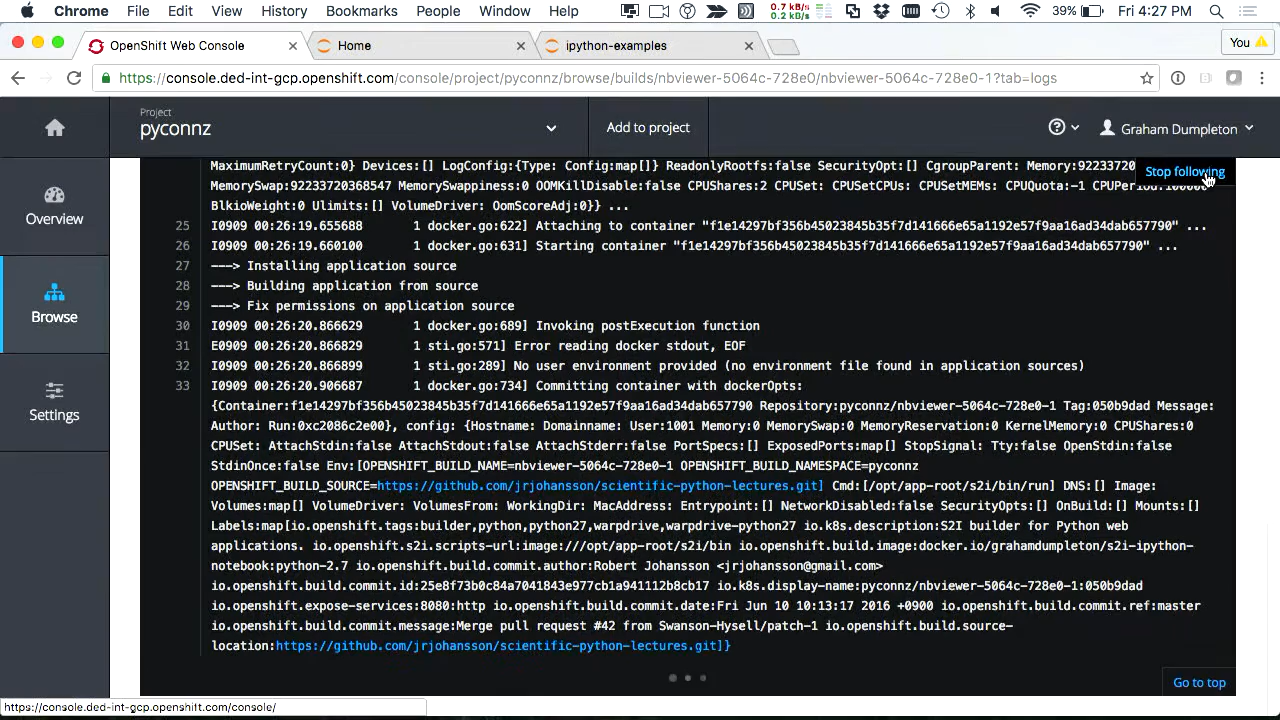 Chrome File Edit View History Bookmarks People Window Help 0.7 kB/s 0.2 kB/s 39% Fri 4:27 PM
OpenShift Web Console Home ipython-examples You
https://console.ded-int-gcp.openshift.com/console/project/pyconnz/browse/builds/nbviewer-5064c-728e0/nbviewer-5064c-728e0-1?tab=logs
Project
pyconnz Add to project Graham Dumpleton
Overview
Browse
Settings
MaximumRetryCount:0} Devices:[] LogConfig:{Type: Config:map[]} ReadonlyRootfs:false SecurityOpt:[] CgroupParent: Memory:92233720
Stop following
MemorySwap:92233720368547 MemorySwappiness:0 OOMKillDisable:false CPUShares:2 CPUSet: CPUSetCPUs: CPUSetMEMs: CPUQuota:-1 CPUPeriod:100000
BlkioWeight:0 Ulimits:[] VolumeDriver: OomScoreAdj:0}} ...
25 I0909 00:26:19.655688 1 docker.go:622] Attaching to container "f1e14297bf356b45023845b35f7d141666e65a1192e57f9aa16ad34dab657790" ...
26 I0909 00:26:19.660100 1 docker.go:631] Starting container "f1e14297bf356b45023845b35f7d141666e65a1192e57f9aa16ad34dab657790" ...
27 ---> Installing application source
28 ---> Building application from source
29 ---> Fix permissions on application source
30 I0909 00:26:20.866629 1 docker.go:689] Invoking postExecution function
31 E0909 00:26:20.866829 1 sti.go:571] Error reading docker stdout, EOF
32 I0909 00:26:20.866899 1 sti.go:289] No user environment provided (no environment file found in application sources)
33 I0909 00:26:20.906687 1 docker.go:734] Committing container with dockerOpts:
{Container:f1e14297bf356b45023845b35f7d141666e65a1192e57f9aa16ad34dab657790 Repository:pyconnz/nbviewer-5064c-728e0-1 Tag:050b9dad Message:
Author: Run:0xc2086c2e00}, config: {Hostname: Domainname: User:1001 Memory:0 MemorySwap:0 MemoryReservation:0 KernelMemory:0 CPUShares:0
CPUSet: AttachStdin:false AttachStdout:false AttachStderr:false PortSpecs:[] ExposedPorts:map[] StopSignal: Tty:false OpenStdin:false
StdinOnce:false Env:[OPENSHIFT_BUILD_NAME=nbviewer-5064c-728e0-1 OPENSHIFT_BUILD_NAMESPACE=pyconnz
OPENSHIFT_BUILD_SOURCE=https://github.com/jrjohansson/scientific-python-lectures.git] Cmd:[/opt/app-root/s2i/bin/run] DNS:[] Image:
Volumes:map[] VolumeDriver: VolumesFrom: WorkingDir: MacAddress: Entrypoint:[] NetworkDisabled:false SecurityOpts:[] OnBuild:[] Mounts:[]
Labels:map[io.openshift.tags:builder,python,python27,warpdrive,warpdrive-python27 io.k8s.description:S2I builder for Python web
applications. io.openshift.s2i.scripts-url:image:///opt/app-root/s2i/bin io.openshift.build.image:docker.io/grahamdumpleton/s2i-ipython-
notebook:python-2.7 io.openshift.build.commit.author:Robert Johansson <jrjohansson@gmail.com>
io.openshift.build.commit.id:25e8f73b0c84a7041843e977cb1a941112b8cb17 io.k8s.display-name:pyconnz/nbviewer-5064c-728e0-1:050b9dad
io.openshift.expose-services:8080:http io.openshift.build.commit.date:Fri Jun 10 10:13:17 2016 +0900 io.openshift.build.commit.ref:master
io.openshift.build.commit.message:Merge pull request #42 from Swanson-Hysell/patch-1 io.openshift.build.source-
location:https://github.com/jrjohansson/scientific-python-lectures.git]}
Go to top
https://console.ded-int-gcp.openshift.com/console/